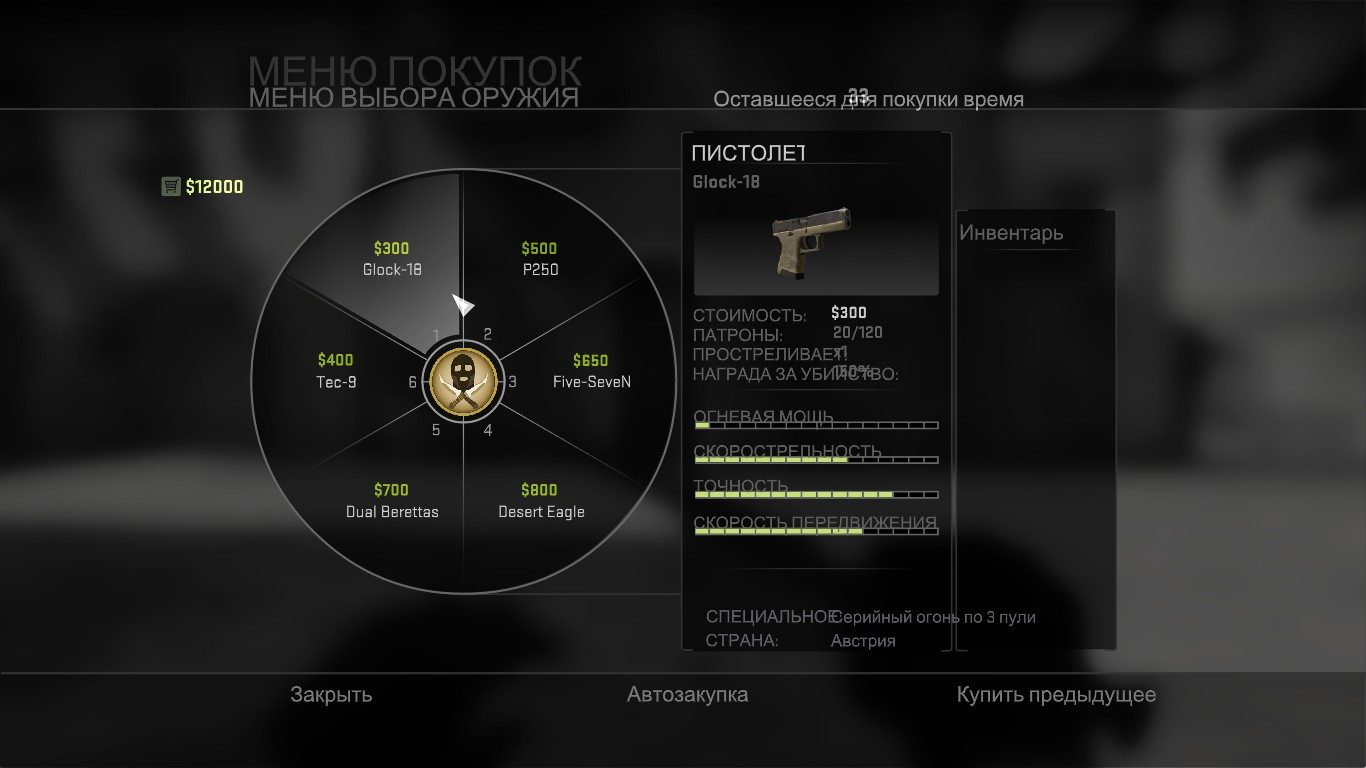 МЕНЮ ПОКУПОК
МЕНЮ ВЫБОРА ОРУЖИЯ
Оставшееся для покупки время
33
$12000
$300
Glock-18
$500
P250
$400
Tec-9
$650
Five-SeveN
$700
Dual Berettas
$800
Desert Eagle
1
2
3
4
5
6
ПИСТОЛЕТ
Glock-18
СТОИМОСТЬ: $300
ПАТРОНЫ: 20/120
ПРОСТРЕЛИВАЕТ:
НАГРАДА ЗА УБИЙСТВО: x1
ОГНЕВАЯ МОЩЬ
СКОРОСТРЕЛЬНОСТЬ
ТОЧНОСТЬ
СКОРОСТЬ ПЕРЕДВИЖЕНИЯ
СПЕЦИАЛЬНОЕ Серийный огонь по 3 пули
СТРАНА: Австрия
Инвентарь
Закрыть
Автозакупка
Купить предыдущее